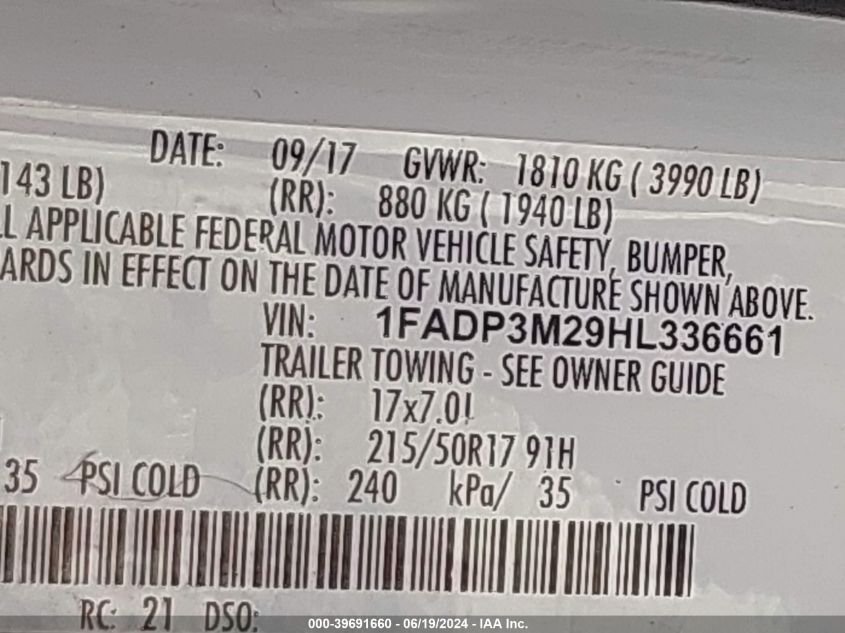 DATE: 09/17 GVWR: 1810 KG ( 3990 LB)
143 LB) (RR): 880 KG ( 1940 LB)
L APPLICABLE FEDERAL MOTOR VEHICLE SAFETY, BUMPER,
ARDS IN EFFECT ON THE DATE OF MANUFACTURE SHOWN ABOVE.
VIN: 1FADP3M29HL336661
TRAILER TOWING - SEE OWNER GUIDE
(RR): 17x7.0J
(RR): 215/50R17 91H
35 PSI COLD (RR): 240 kPa/ 35 PSI COLD
RC: 21 DSO:
000-39691660 - 06/19/2024 - IAA Inc.